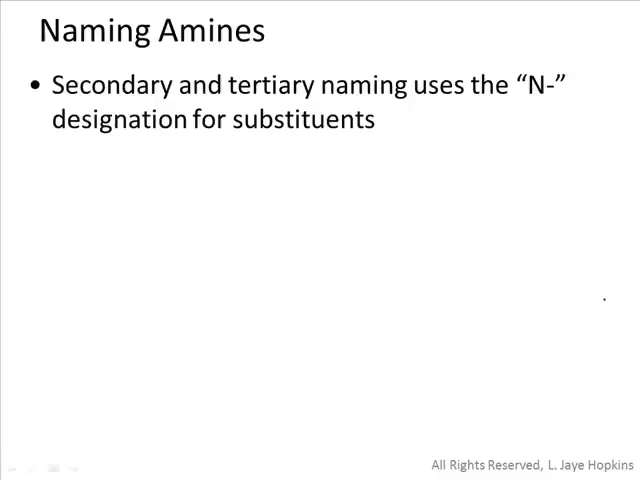 Naming Amines
• Secondary and tertiary naming uses the “N-”
designation for substituents
All Rights Reserved, L. Jaye Hopkins